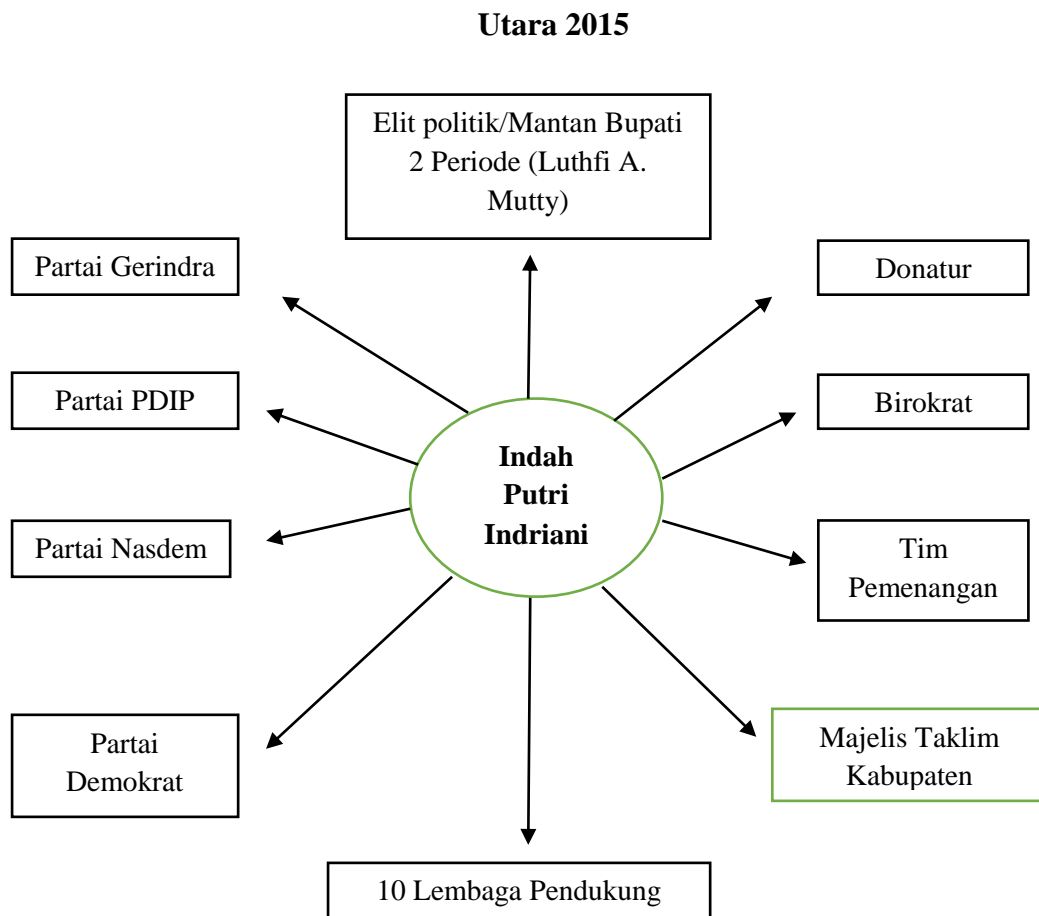 Utara 2015
Elit politik/Mantan Bupati
2 Periode (Luthfi A.
Mutty)
Partai Gerindra
Donatur
Partai PDIP
Birokrat
Indah
Putri
Indriani
Partai Nasdem
Tim
Pemenangan
Partai
Demokrat
Majelis Taklim
Kabupaten
10 Lembaga Pendukung